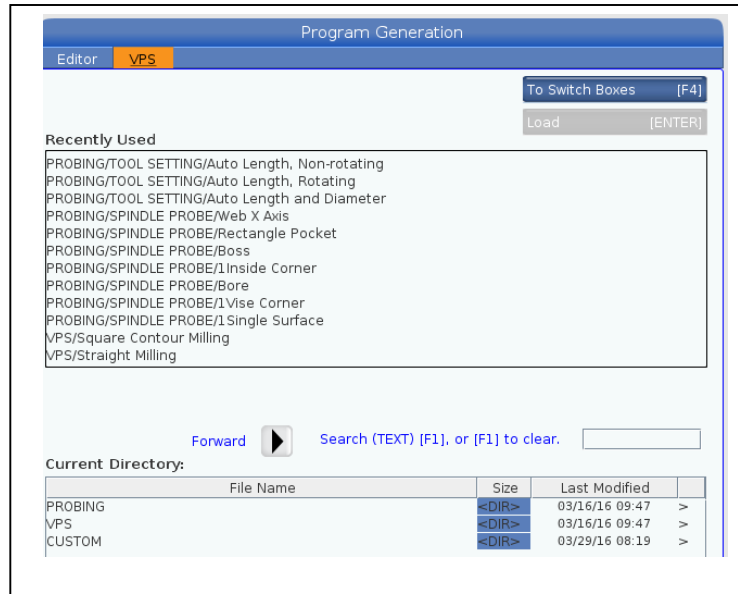 Program Generation
Editor VPS
To Switch Boxes [F4]
Load [ENTER]
Recently Used
PROBING/TOOL SETTING/Auto Length, Non-rotating
PROBING/TOOL SETTING/Auto Length, Rotating
PROBING/TOOL SETTING/Auto Length and Diameter
PROBING/SPINDLE PROBE/Web X Axis
PROBING/SPINDLE PROBE/Rectangle Pocket
PROBING/SPINDLE PROBE/Boss
PROBING/SPINDLE PROBE/1Inside Corner
PROBING/SPINDLE PROBE/Bore
PROBING/SPINDLE PROBE/1Vise Corner
PROBING/SPINDLE PROBE/1Single Surface
VPS/Square Contour Milling
VPS/Straight Milling
Forward Search (TEXT) [F1], or [F1] to clear.
Current Directory:
File Name Size Last Modified
PROBING <DIR> 03/16/16 09:47 >
VPS <DIR> 03/16/16 09:47 >
CUSTOM <DIR> 03/29/16 08:19 >